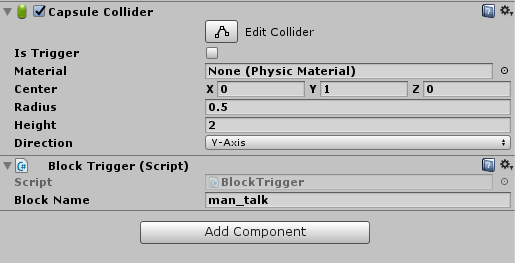 Capsule Collider
Edit Collider
Is Trigger
Material None (Physic Material)
Center X 0 Y 1 Z 0
Radius 0.5
Height 2
Direction Y-Axis
Block Trigger (Script)
Script BlockTrigger
Block Name man_talk
Add Component